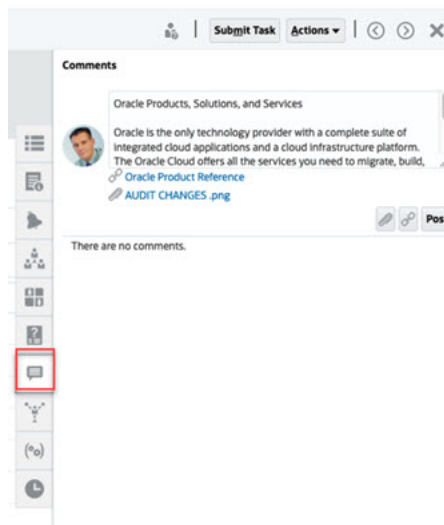 Submit Task
Actions
Comments
Oracle Products, Solutions, and Services
Oracle is the only technology provider with a complete suite of
integrated cloud applications and a cloud infrastructure platform.
The Oracle Cloud offers all the services you need to migrate, build,
Oracle Product Reference
AUDIT CHANGES .png
Pos
There are no comments.